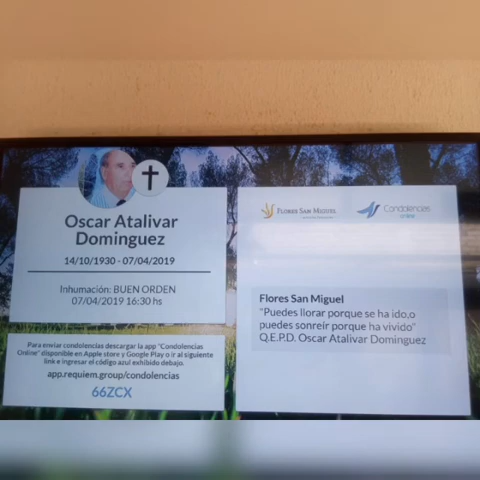 Oscar Atalivar
Dominguez
14/10/1930 - 07/04/2019
Inhumación: BUEN ORDEN
07/04/2019 16:30 hs
Para enviar condolencias descargar la app "Condolencias
Online" disponible en Apple store y Google Play o ir al siguiente
link e ingresar el código azul exhibido debajo.
app.requiem.group/condolencias
66ZCX
FLORES SAN MIGUEL
Condolencias
online
Flores San Miguel
"Puedes llorar porque se ha ido,o
puedes sonreir porque ha vivido"
Q.E.P.D. Oscar Atalivar Dominguez